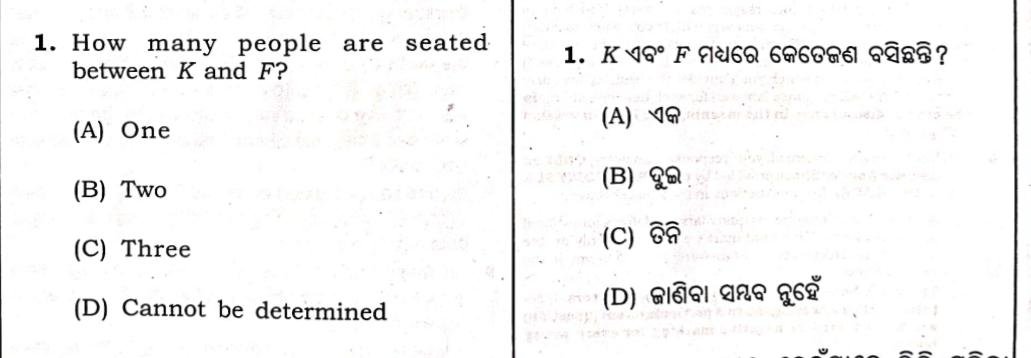 1. How many people are seated
between K and F?
(A) One
(B) Two
(C) Three
(D) Cannot be determined
1. K ଏବଂ F ମଧ୍ୟରେ କେତେଜଣ ବସିଛନ୍ତି?
(A) ଏକ
(B) ଦୁଇ
(C) ତିନି
(D) ଜାଣିବା ସମ୍ଭବ ନୁହେଁ